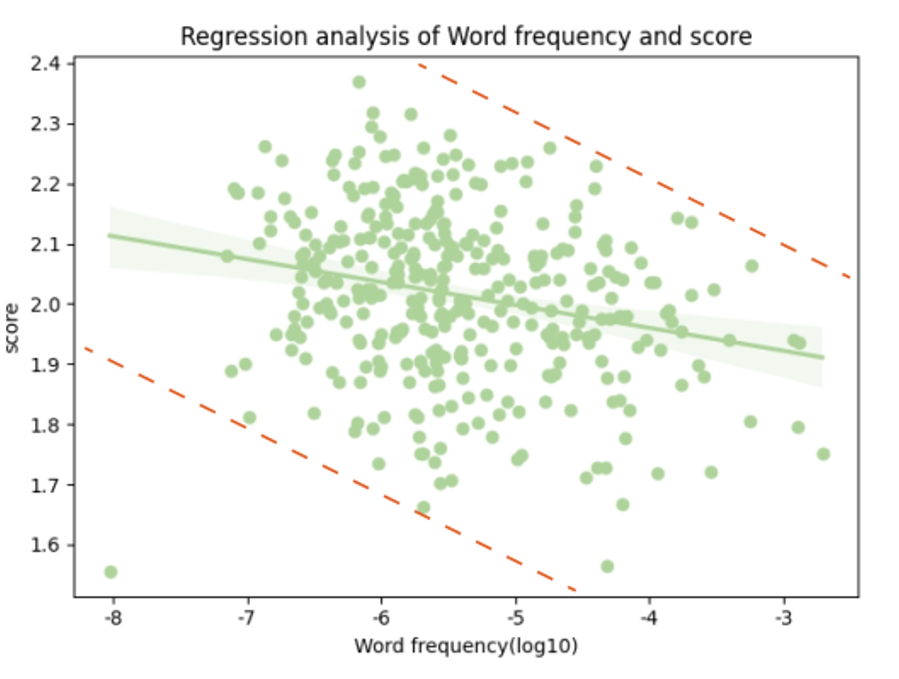 Regression analysis of Word frequency and score
2.4
2.3
2.2
2.1
2.0
1.9
1.8
1.7
1.6
score
-8 -7 -6 -5 -4 -3
Word frequency(log10)